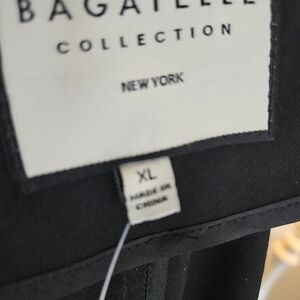 BAGATELLE
COLLECTION
NEW YORK
XL
MADE IN
CHINA